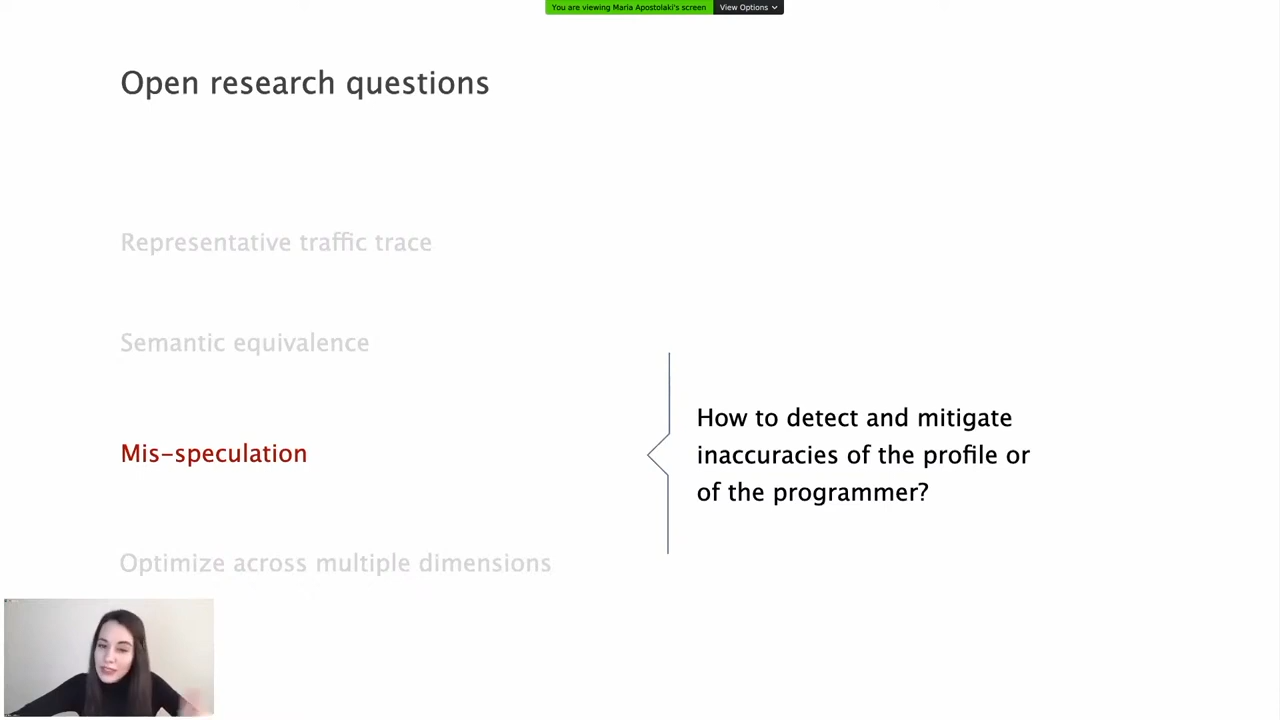 You are viewing Maria Apostolaki's screen View Options
Open research questions
Representative traffic trace
Semantic equivalence
Mis-speculation
How to detect and mitigate
inaccuracies of the profile or
of the programmer?
Optimize across multiple dimensions